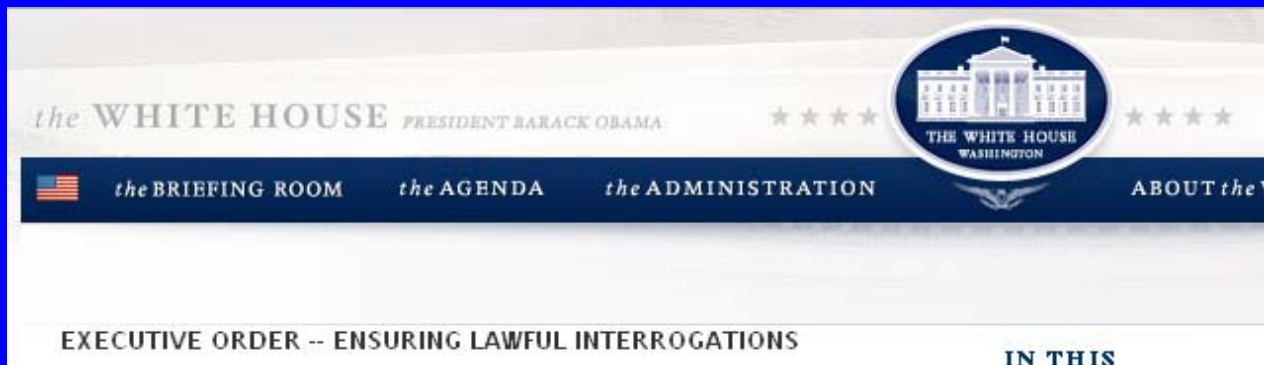 the WHITE HOUSE PRESIDENT BARACK OBAMA
THE WHITE HOUSE
WASHINGTON
the BRIEFING ROOM the AGENDA the ADMINISTRATION ABOUT the
EXECUTIVE ORDER -- ENSURING LAWFUL INTERROGATIONS
IN THIS